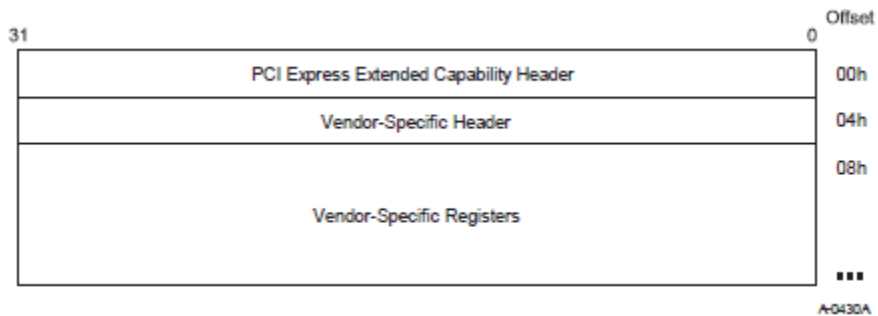 Offset
31 0
PCI Express Extended Capability Header 00h
Vendor-Specific Header 04h
08h
Vendor-Specific Registers
...
A-0430A